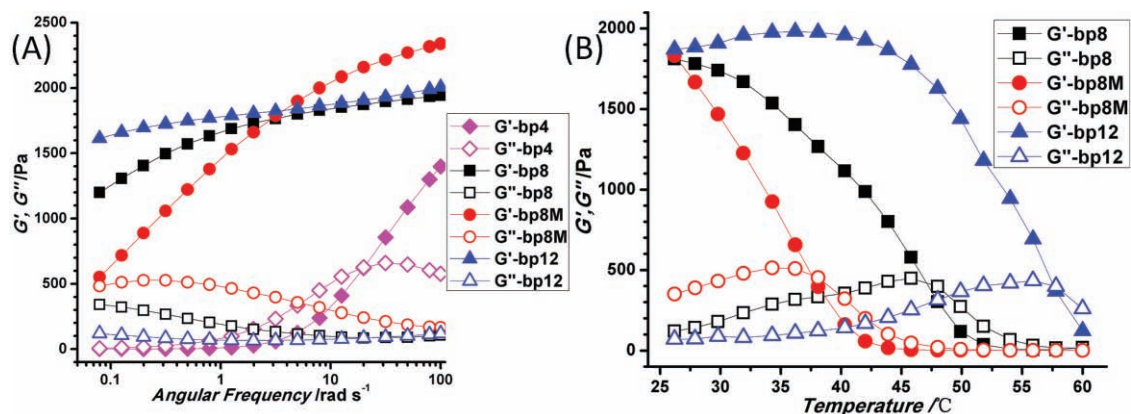 (A)
G', G''/Pa
2500
2000
1500
1000
500
0
0.1
1
10
100
Angular Frequency /rad s⁻¹
G'-bp4
G''-bp4
G'-bp8
G''-bp8
G'-bp8M
G''-bp8M
G'-bp12
G''-bp12
(B)
G', G''/Pa
2000
1500
1000
500
0
25
30
35
40
45
50
55
60
Temperature /℃
G'-bp8
G''-bp8
G'-bp8M
G''-bp8M
G'-bp12
G''-bp12